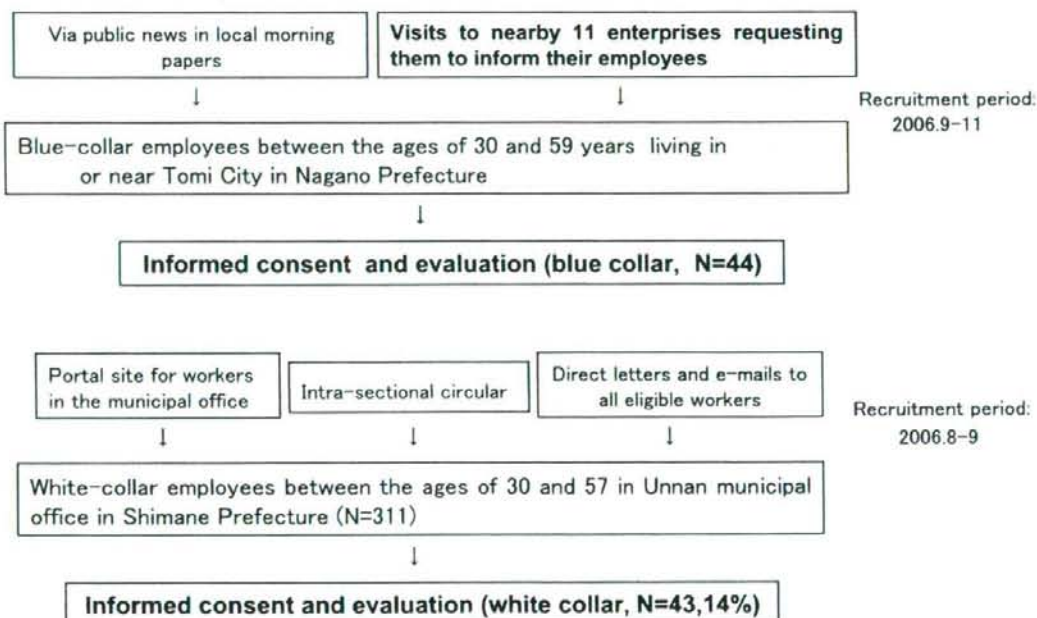 Via public news in local morning
papers
Visits to nearby 11 enterprises requesting
them to inform their employees
↓
↓
Recruitment period:
2006.9-11
Blue-collar employees between the ages of 30 and 59 years living in
or near Tomi City in Nagano Prefecture
↓
Informed consent and evaluation (blue collar, N=44)
Portal site for workers
in the municipal office
Intra-sectional circular
Direct letters and e-mails to
all eligible workers
Recruitment period:
2006.8-9
↓
↓
↓
White-collar employees between the ages of 30 and 57 in Unnan municipal
office in Shimane Prefecture (N=311)
↓
Informed consent and evaluation (white collar, N=43,14%)